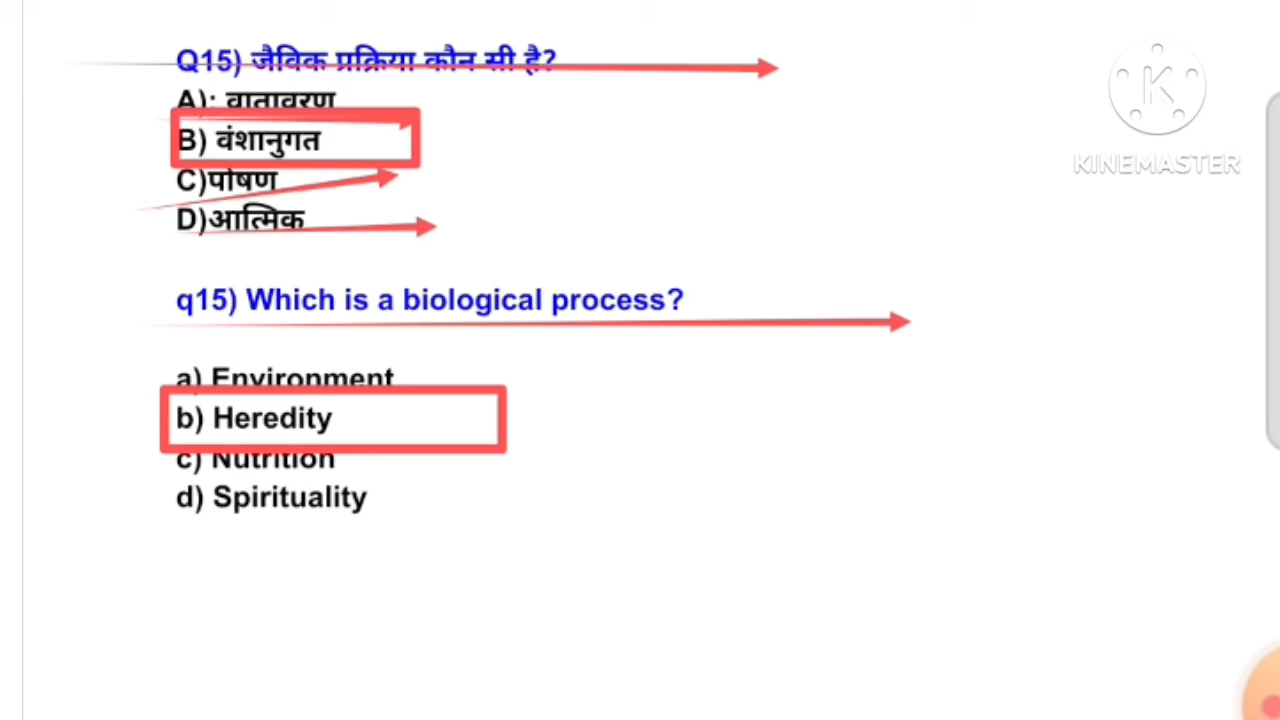 Q15) जैविक प्रक्रिया कौन सी है?
A): वातावरण
B) वंशानुगत
C)पोषण
D)आत्मिक
q15) Which is a biological process?
a) Environment
b) Heredity
c) Nutrition
d) Spirituality
K
KINEMASTER